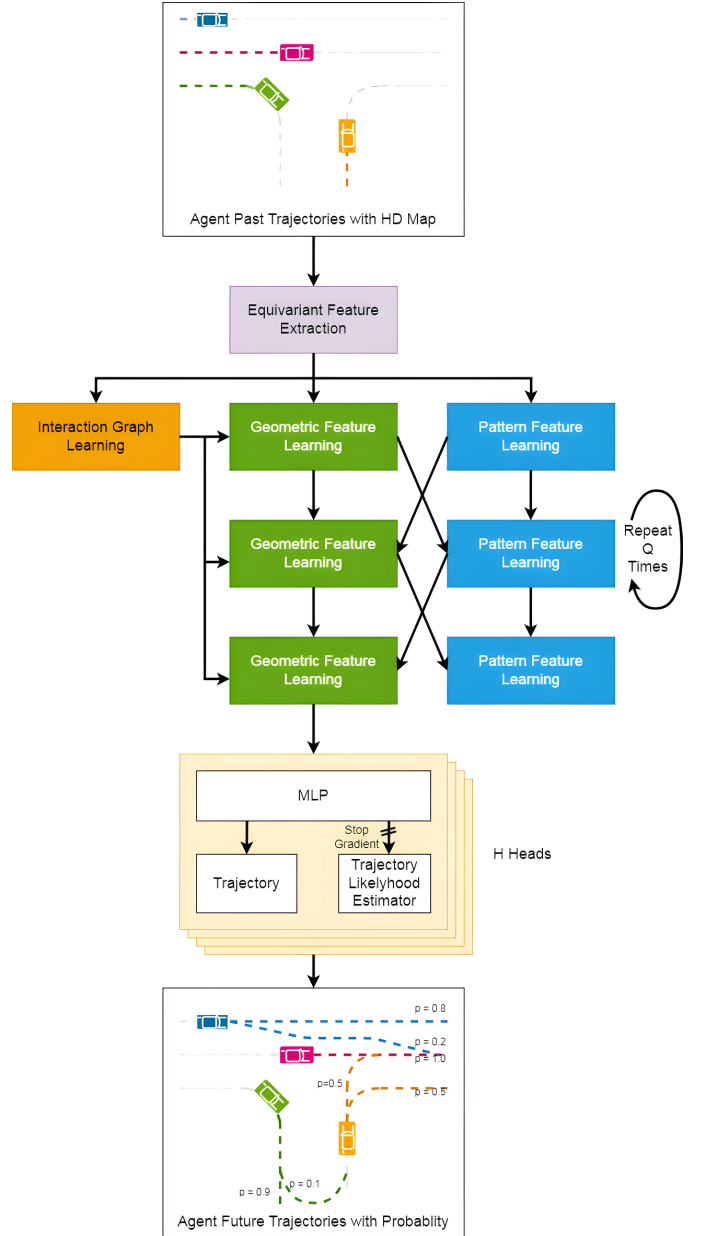 Agent Past Trajectories with HD Map
Equivariant Feature
Extraction
Interaction Graph
Learning
Geometric Feature
Learning
Pattern Feature
Learning
Geometric Feature
Learning
Pattern Feature
Learning
Repeat
Q
Times
Geometric Feature
Learning
Pattern Feature
Learning
MLP
Stop
Gradient
Trajectory
Trajectory
Likelyhood
Estimator
H Heads
p = 0.8
p = 0.2
p = 1.0
p=0.5
p = 0.5
p = 0.1
p = 0.9
Agent Future Trajectories with Probablity